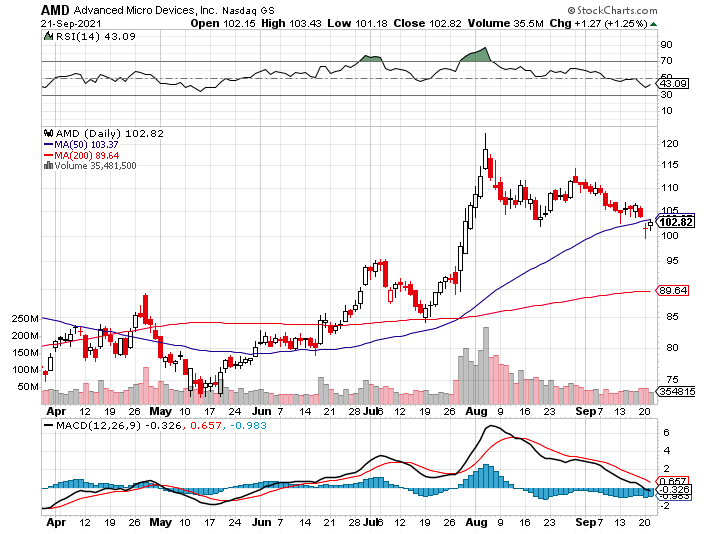 AMD Advanced Micro Devices, Inc. Nasdaq GS
© StockCharts.com
21-Sep-2021
Open 102.15 High 103.43 Low 101.18 Close 102.82 Volume 35.5M Chg +1.27 (+1.25%)
RSI(14) 43.09
90
70
50
43.09
30
10
AMD (Daily) 102.82
MA(50) 103.37
MA(200) 89.64
Volume 35,481,500
120
115
110
105
102.82
100
95
89.64
85
80
75
354815
250M
200M
150M
100M
50M
Apr 12 19 26 May 10 17 24 Jun 7 14 21 28 Jul 6 12 19 26 Aug 9 16 23 Sep 7 13 20
MACD(12,26,9) -0.326, 0.657, -0.983
6
4
2
0.657
-0.326
-0.983
-2
Apr 12 19 26 May 10 17 24 Jun 7 14 21 28 Jul 6 12 19 26 Aug 9 16 23 Sep 7 13 20